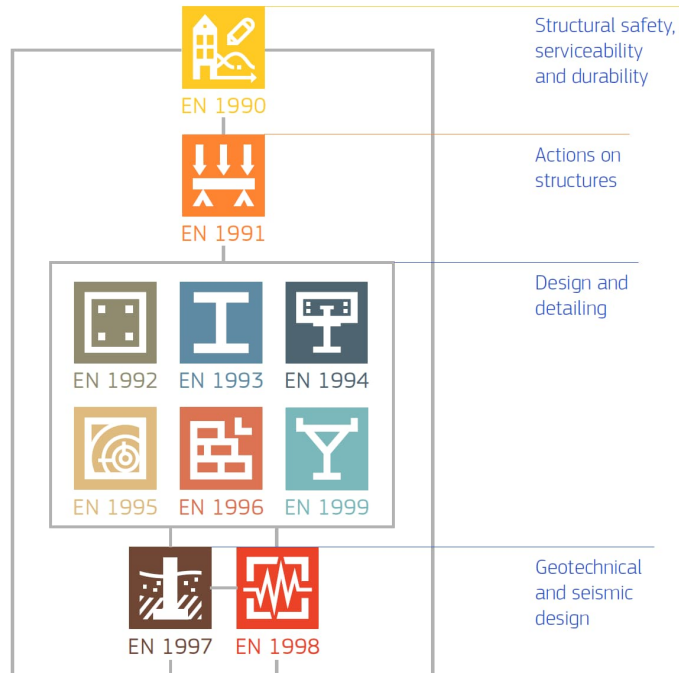 Structural safety,
serviceability
and durability
EN 1990
Actions on
structures
EN 1991
Design and
detailing
EN 1992
EN 1993
EN 1994
EN 1995
EN 1996
EN 1999
Geotechnical
and seismic
design
EN 1997
EN 1998